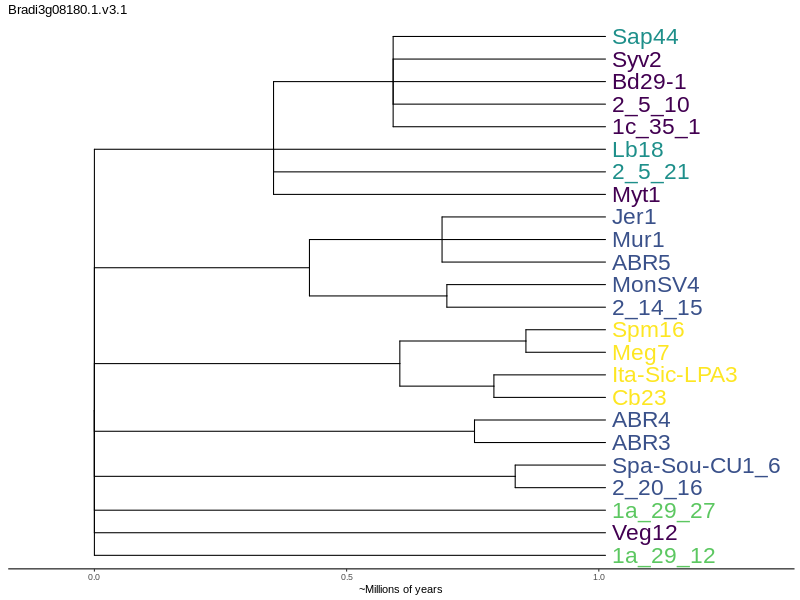 Bradi3g08180.1.v3.1
Sap44
Syv2
Bd29-1
2_5_10
1c_35_1
Lb18
2_5_21
Myt1
Jer1
Mur1
ABR5
MonSV4
2_14_15
Spm16
Meg7
Ita-Sic-LPA3
Cb23
ABR4
ABR3
Spa-Sou-CU1_6
2_20_16
1a_29_27
Veg12
1a_29_12
0.0 0.5 1.0
~Millions of years